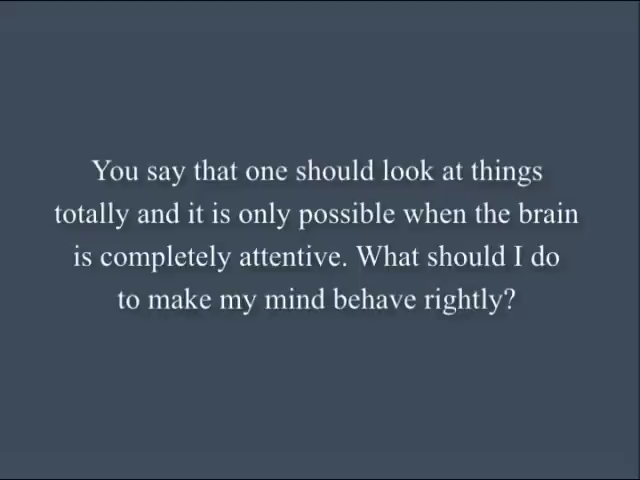 You say that one should look at things
totally and it is only possible when the brain
is completely attentive. What should I do
to make my mind behave rightly?